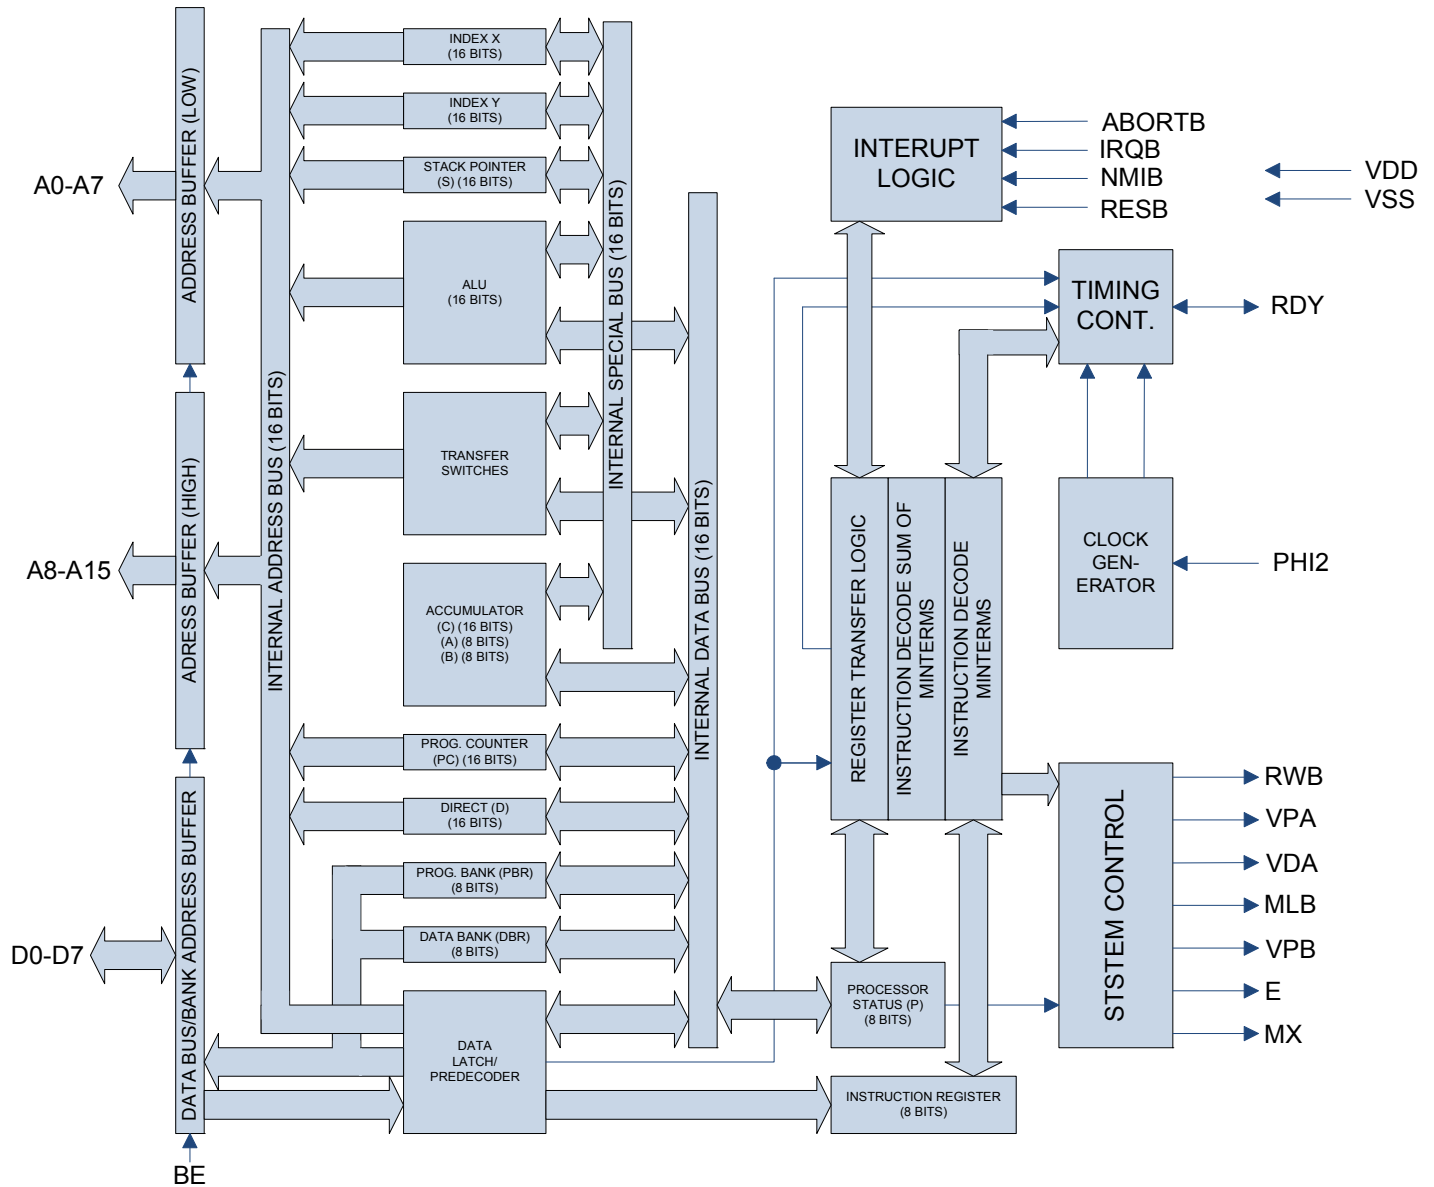 A0-A7
A8-A15
D0-D7
BE
ADDRESS BUFFER (LOW)
ADRESS BUFFER (HIGH)
DATA BUS/BANK ADDRESS BUFFER
INTERNAL ADDRESS BUS (16 BITS)
INDEX X
(16 BITS)
INDEX Y
(16 BITS)
STACK POINTER
(S) (16 BITS)
ALU
(16 BITS)
TRANSFER
SWITCHES
ACCUMULATOR
(C) (16 BITS)
(A) (8 BITS)
(B) (8 BITS)
PROG. COUNTER
(PC) (16 BITS)
DIRECT (D)
(16 BITS)
PROG. BANK (PBR)
(8 BITS)
DATA BANK (DBR)
(8 BITS)
DATA
LATCH/
PREDECODER
INTERNAL SPECIAL BUS (16 BITS)
INTERNAL DATA BUS (16 BITS)
INTERUPT
LOGIC
ABORTB
IRQB
NMIB
RESB
VDD
VSS
TIMING
CONT.
RDY
REGISTER TRANSFER LOGIC
INSTRUCTION DECODE SUM OF
MINTERMS
INSTRUCTION DECODE
MINTERMS
CLOCK
GEN-
ERATOR
PHI2
STSTEM CONTROL
RWB
VPA
VDA
MLB
VPB
E
MX
PROCESSOR
STATUS (P)
(8 BITS)
INSTRUCTION REGISTER
(8 BITS)